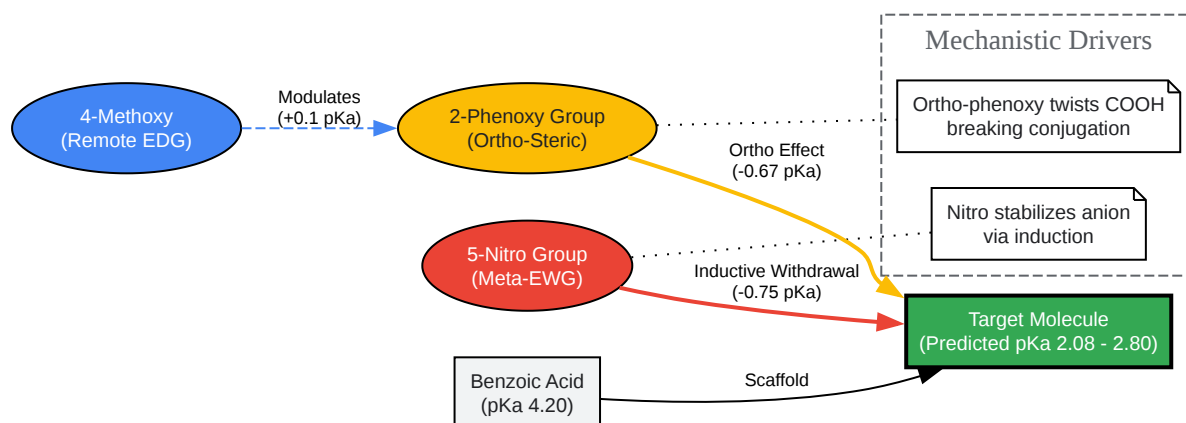 Mechanistic Drivers
4-Methoxy
(Remote EDG)
Modulates
(+0.1 pKa)
2-Phenoxy Group
(Ortho-Steric)
Ortho-phenoxy twists COOH
breaking conjugation
Ortho Effect
(-0.67 pKa)
Nitro stabilizes anion
via induction
5-Nitro Group
(Meta-EWG)
Inductive Withdrawal
(-0.75 pKa)
Target Molecule
(Predicted pKa 2.08 - 2.80)
Benzoic Acid
(pKa 4.20)
Scaffold